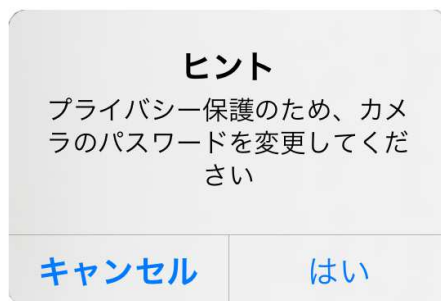 ヒント
プライバシー保護のため、カメ
ラのパスワードを変更してくだ
さい
キャンセル
はい